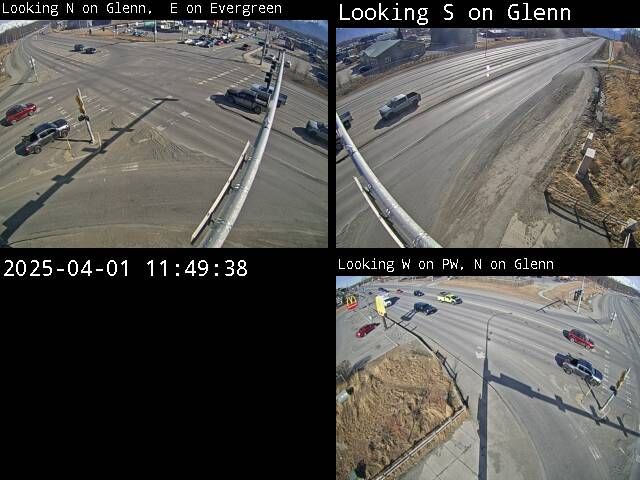 Looking N on Glenn,  E on Evergreen
Looking S on Glenn
2025-04-01 11:49:38
Looking W on PW, N on Glenn